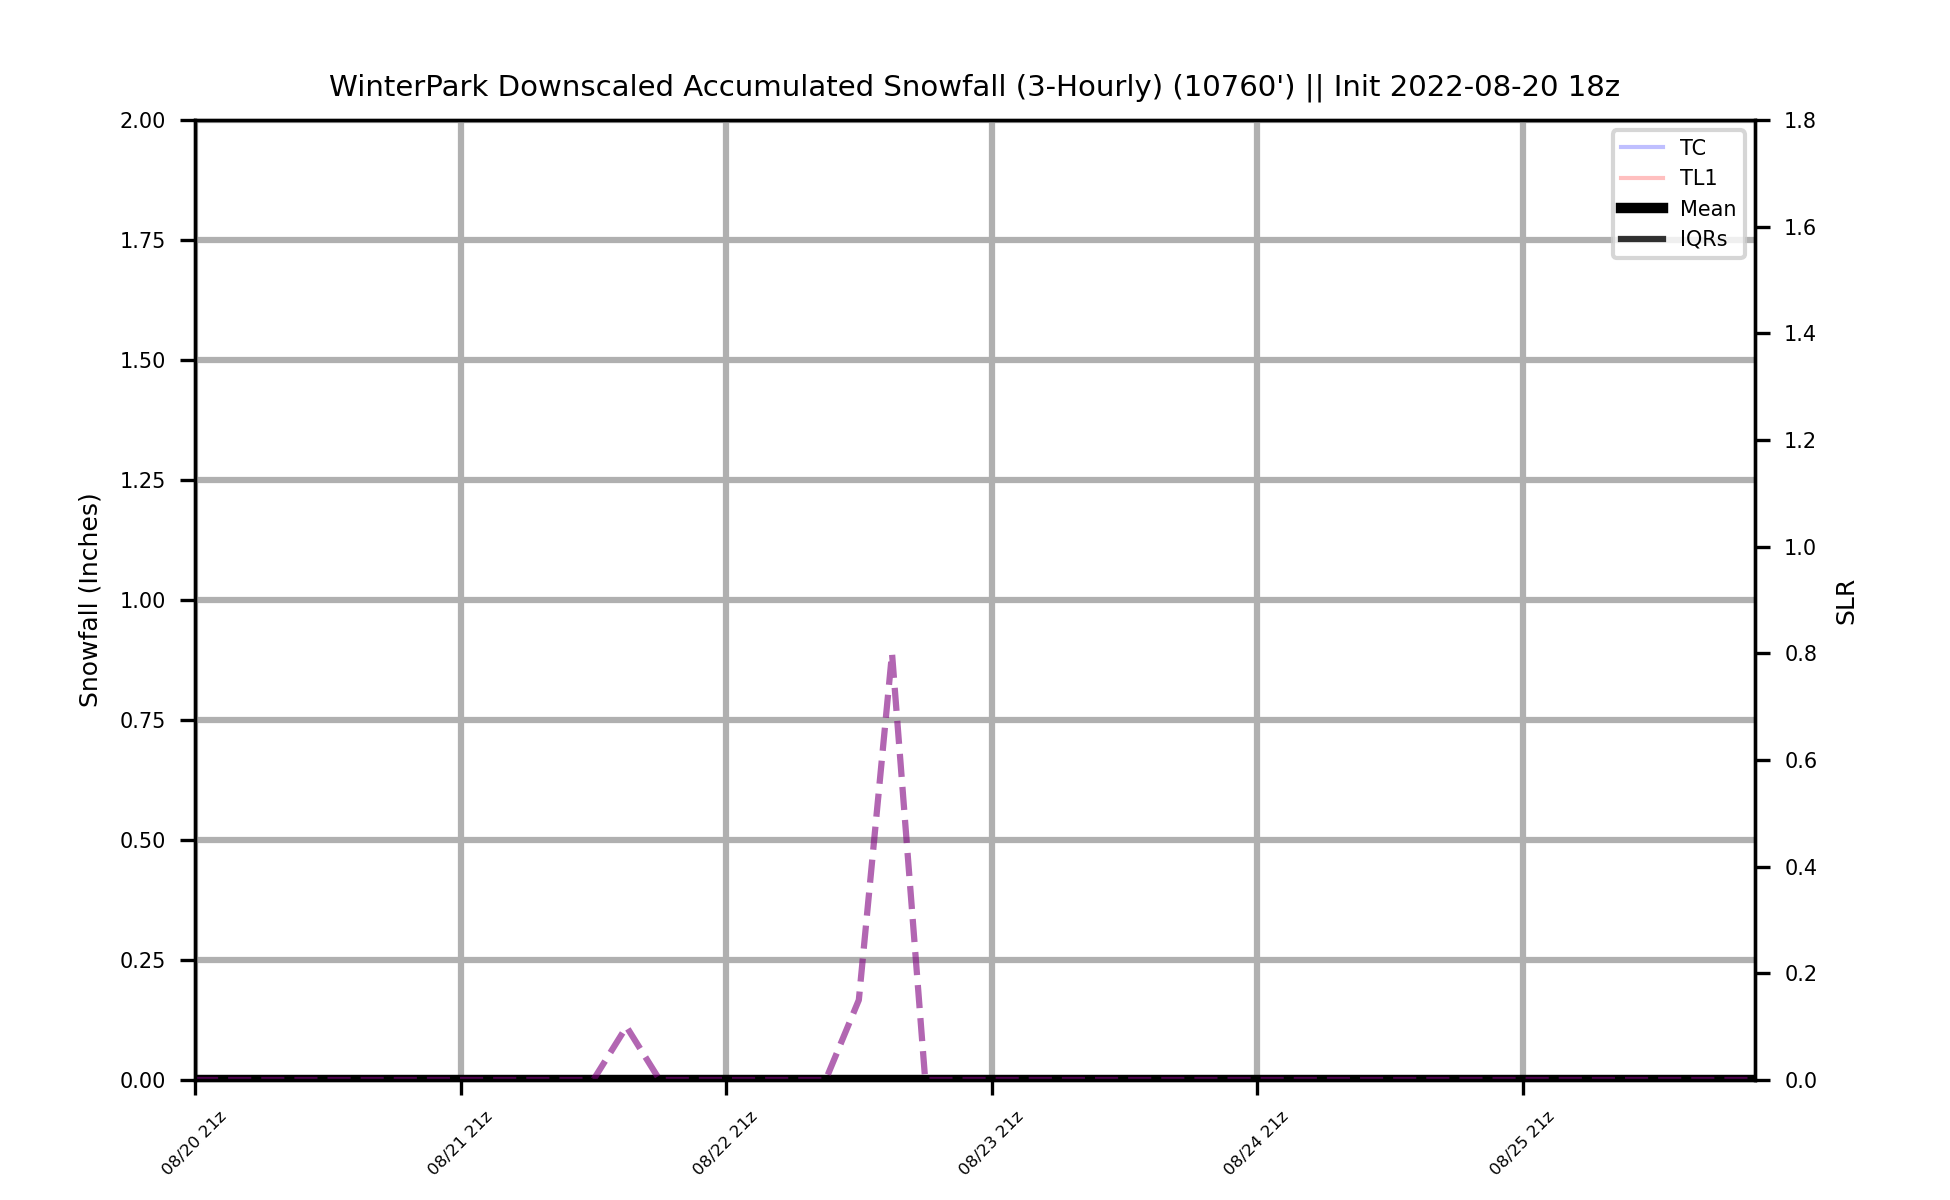 WinterPark Downscaled Accumulated Snowfall (3-Hourly) (10760') || Init 2022-08-20 18z
2.00
1.75
1.50
1.25
1.00
0.75
0.50
0.25
0.00
Snowfall (Inches)
1.8
1.6
1.4
1.2
1.0
0.8
0.6
0.4
0.2
0.0
SLR
TC
TL1
Mean
IQRs
08/20 21z
08/21 21z
08/22 21z
08/23 21z
08/24 21z
08/25 21z